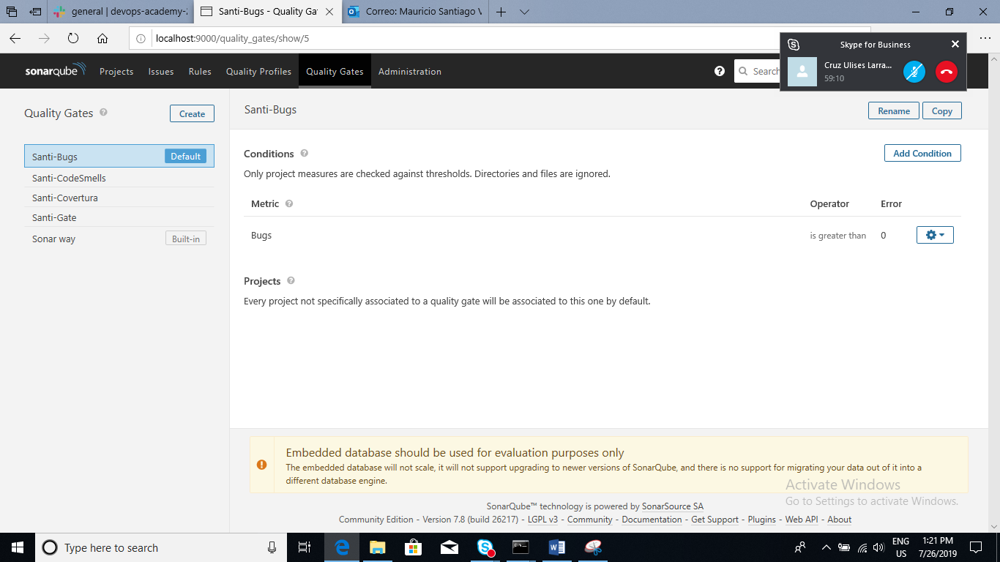 general | devops-academy-2
Santi-Bugs - Quality Ga
Correo: Mauricio Santiago V
localhost:9000/quality_gates/show/5
Skype for Business
Cruz Ulises Larra...
59:10
sonarqube
Projects
Issues
Rules
Quality Profiles
Quality Gates
Administration
Search
Quality Gates
Create
Santi-Bugs
Default
Santi-CodeSmells
Santi-Covertura
Santi-Gate
Sonar way
Built-in
Santi-Bugs
Rename
Copy
Conditions
Add Condition
Only project measures are checked against thresholds. Directories and files are ignored.
Metric
Operator
Error
Bugs
is greater than
0
Projects
Every project not specifically associated to a quality gate will be associated to this one by default.
Embedded database should be used for evaluation purposes only
The embedded database will not scale, it will not support upgrading to newer versions of SonarQube, and there is no support for migrating your data out of it into a
different database engine.
Activate Windows
Go to Settings to activate Windows.
SonarQube™ technology is powered by SonarSource SA
Community Edition - Version 7.8 (build 26217) - LGPL v3 - Community - Documentation - Get Support - Plugins - Web API - About
Type here to search
ENG
US
1:21 PM
7/26/2019